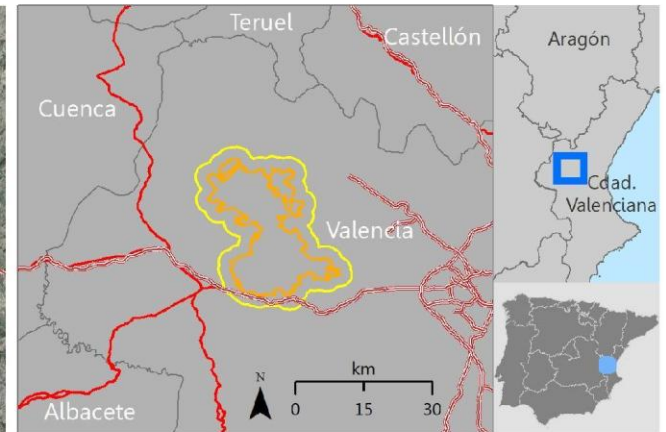 Teruel
Castellón
Cuenca
Valencia
Albacete
N
km
0 15 30
Aragón
Cdad.
Valenciana